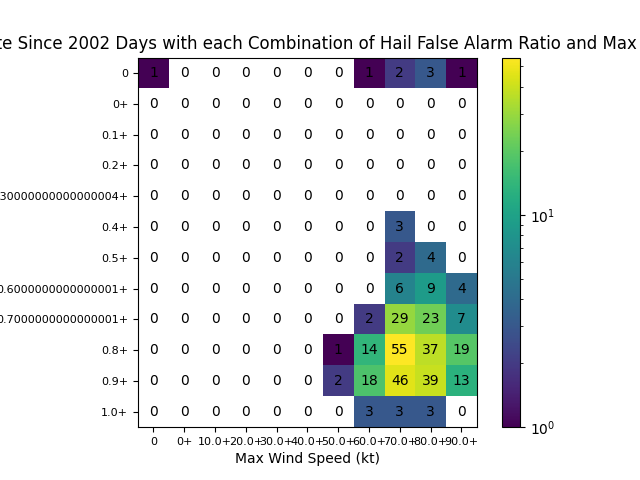 te Since 2002 Days with each Combination of Hail False Alarm Ratio and Max
0 1 0 0 0 0 0 0 1 2 3 1
0+ 0 0 0 0 0 0 0 0 0 0 0
0.1+ 0 0 0 0 0 0 0 0 0 0 0
0.2+ 0 0 0 0 0 0 0 0 0 0 0
30000000000000004+ 0 0 0 0 0 0 0 0 0 0 0
0.4+ 0 0 0 0 0 0 0 0 3 0 0
0.5+ 0 0 0 0 0 0 0 0 2 4 0
0.6000000000000001+ 0 0 0 0 0 0 0 0 6 9 4
0.7000000000000001+ 0 0 0 0 0 0 0 2 29 23 7
0.8+ 0 0 0 0 0 0 1 14 55 37 19
0.9+ 0 0 0 0 0 0 2 18 46 39 13
1.0+ 0 0 0 0 0 0 0 3 3 3 0
0 0+ 10.0+ 20.0+ 30.0+ 40.0+ 50.0+ 60.0+ 70.0+ 80.0+ 90.0+
Max Wind Speed (kt)
10¹
10⁰